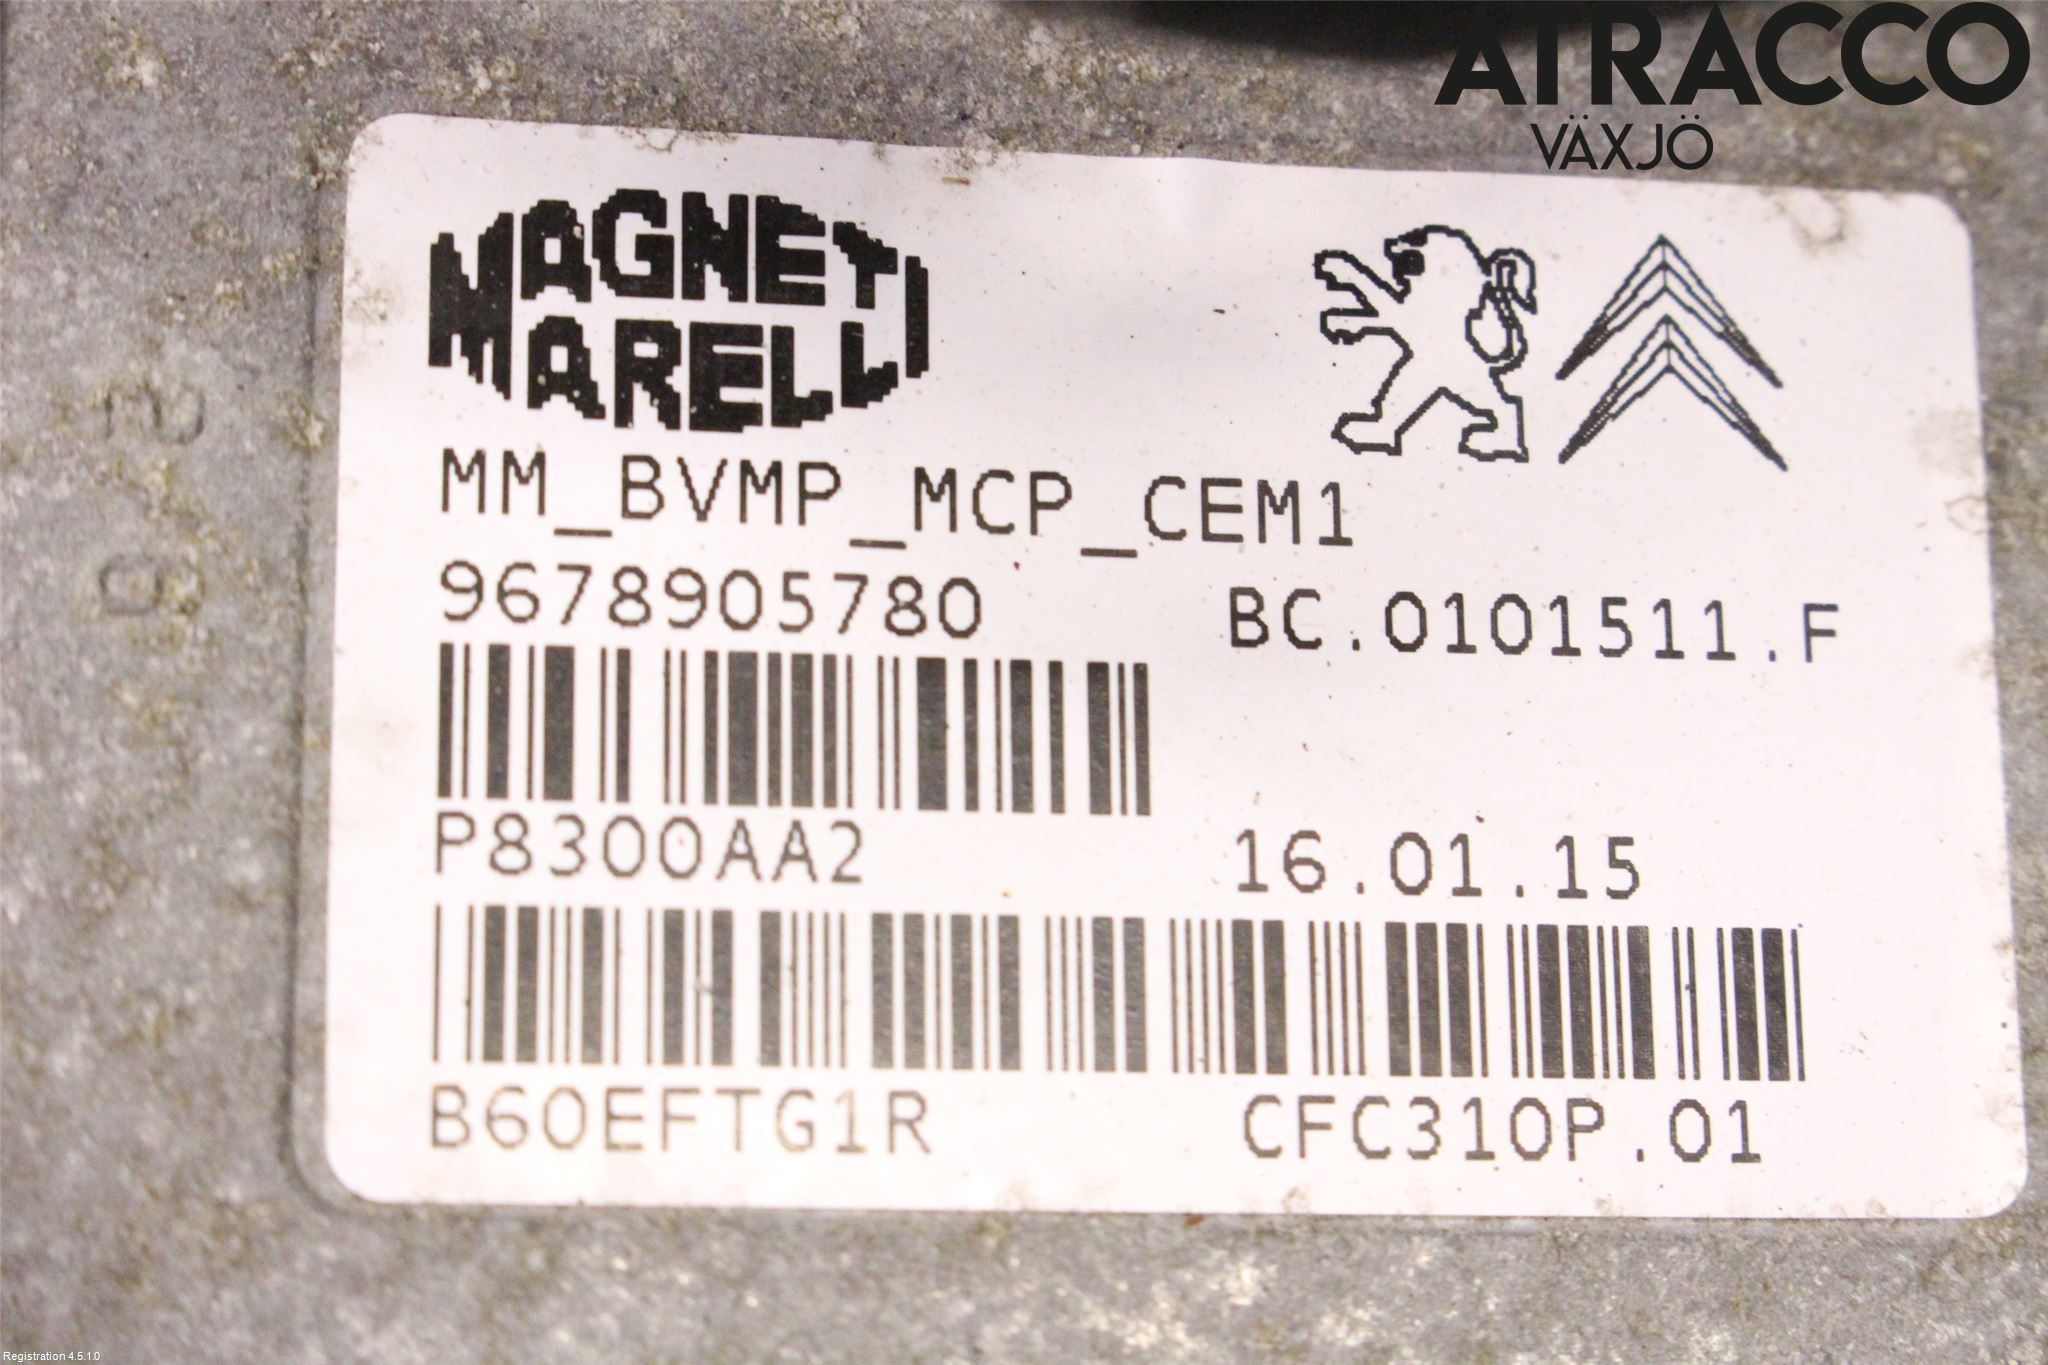 ATRACCO
VÄXJÖ
MAGNETI
MARELLI
MM_BVMP_MCP_CEM1
9678905780 BC.0101511.F
P8300AA2 16.01.15
B60EFTG1R CFC310P.01
Registration 4.5.1.0